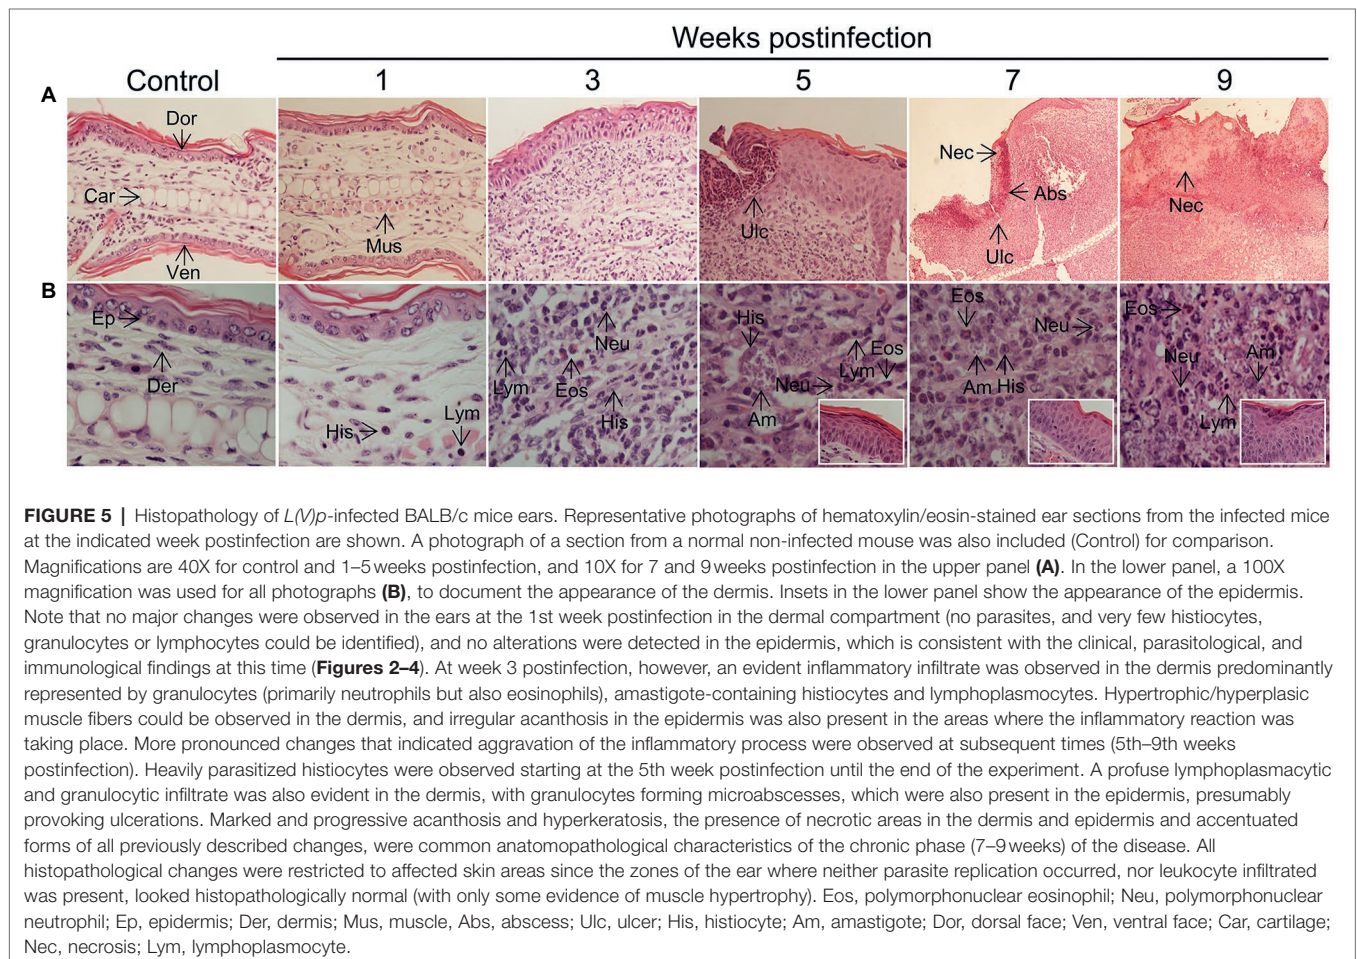 Weeks postinfection
Control 1 3 5 7 9
A
Dor
Car
Ven
Mus
Ulc
Nec
Abs
Ulc
Nec
B
Ep
Der
His
Lym
Lym
Neu
Eos
His
His
Eos
Lym
Neu
Am
Eos
Neu
Am His
Eos
Neu
Am
Lym
FIGURE 5 | Histopathology of L(V)p-infected BALB/c mice ears. Representative photographs of hematoxylin/eosin-stained ear sections from the infected mice
at the indicated week postinfection are shown. A photograph of a section from a normal non-infected mouse was also included (Control) for comparison.
Magnifications are 40X for control and 1–5 weeks postinfection, and 10X for 7 and 9 weeks postinfection in the upper panel (A). In the lower panel, a 100X
magnification was used for all photographs (B), to document the appearance of the dermis. Insets in the lower panel show the appearance of the epidermis.
Note that no major changes were observed in the ears at the 1st week postinfection in the dermal compartment (no parasites, and very few histiocytes,
granulocytes or lymphocytes could be identified), and no alterations were detected in the epidermis, which is consistent with the clinical, parasitological, and
immunological findings at this time (Figures 2–4). At week 3 postinfection, however, an evident inflammatory infiltrate was observed in the dermis predominantly
represented by granulocytes (primarily neutrophils but also eosinophils), amastigote-containing histiocytes and lymphoplasmocytes. Hypertrophic/hyperplasic
muscle fibers could be observed in the dermis, and irregular acanthosis in the epidermis was also present in the areas where the inflammatory reaction was
taking place. More pronounced changes that indicated aggravation of the inflammatory process were observed at subsequent times (5th–9th weeks
postinfection). Heavily parasitized histiocytes were observed starting at the 5th week postinfection until the end of the experiment. A profuse lymphoplasmacytic
and granulocytic infiltrate was also evident in the dermis, with granulocytes forming microabscesses, which were also present in the epidermis, presumably
provoking ulcerations. Marked and progressive acanthosis and hyperkeratosis, the presence of necrotic areas in the dermis and epidermis and accentuated
forms of all previously described changes, were common anatomopathological characteristics of the chronic phase (7–9 weeks) of the disease. All
histopathological changes were restricted to affected skin areas since the zones of the ear where neither parasite replication occurred, nor leukocyte infiltrated
was present, looked histopathologically normal (with only some evidence of muscle hypertrophy). Eos, polymorphonuclear eosinophil; Neu, polymorphonuclear
neutrophil; Ep, epidermis; Der, dermis; Mus, muscle, Abs, abscess; Ulc, ulcer; His, histiocyte; Am, amastigote; Dor, dorsal face; Ven, ventral face; Car, cartilage;
Nec, necrosis; Lym, lymphoplasmocyte.